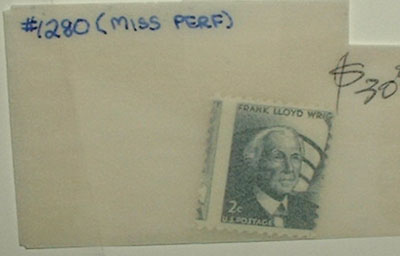 #1280 (MISS PERF)
$30
FRANK LLOYD WRIG
2c
U.S. POSTAGE